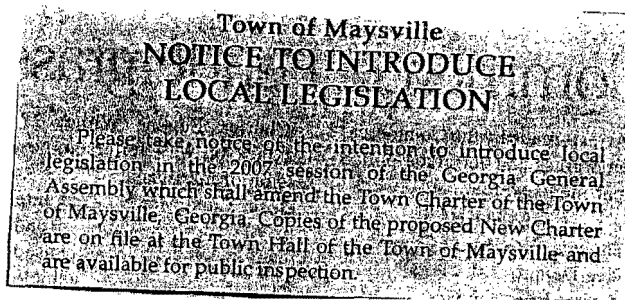 Town of Maysville
NOTICE TO INTRODUCE
LOCAL LEGISLATION
Please take notice of the intention to introduce local
legislation in the 2007 session of the Georgia General
Assembly which shall amend the Town Charter of the Town
of Maysville, Georgia. Copies of the proposed New Charter
are on file at the Town Hall of the Town of Maysville and
are available for public inspection.